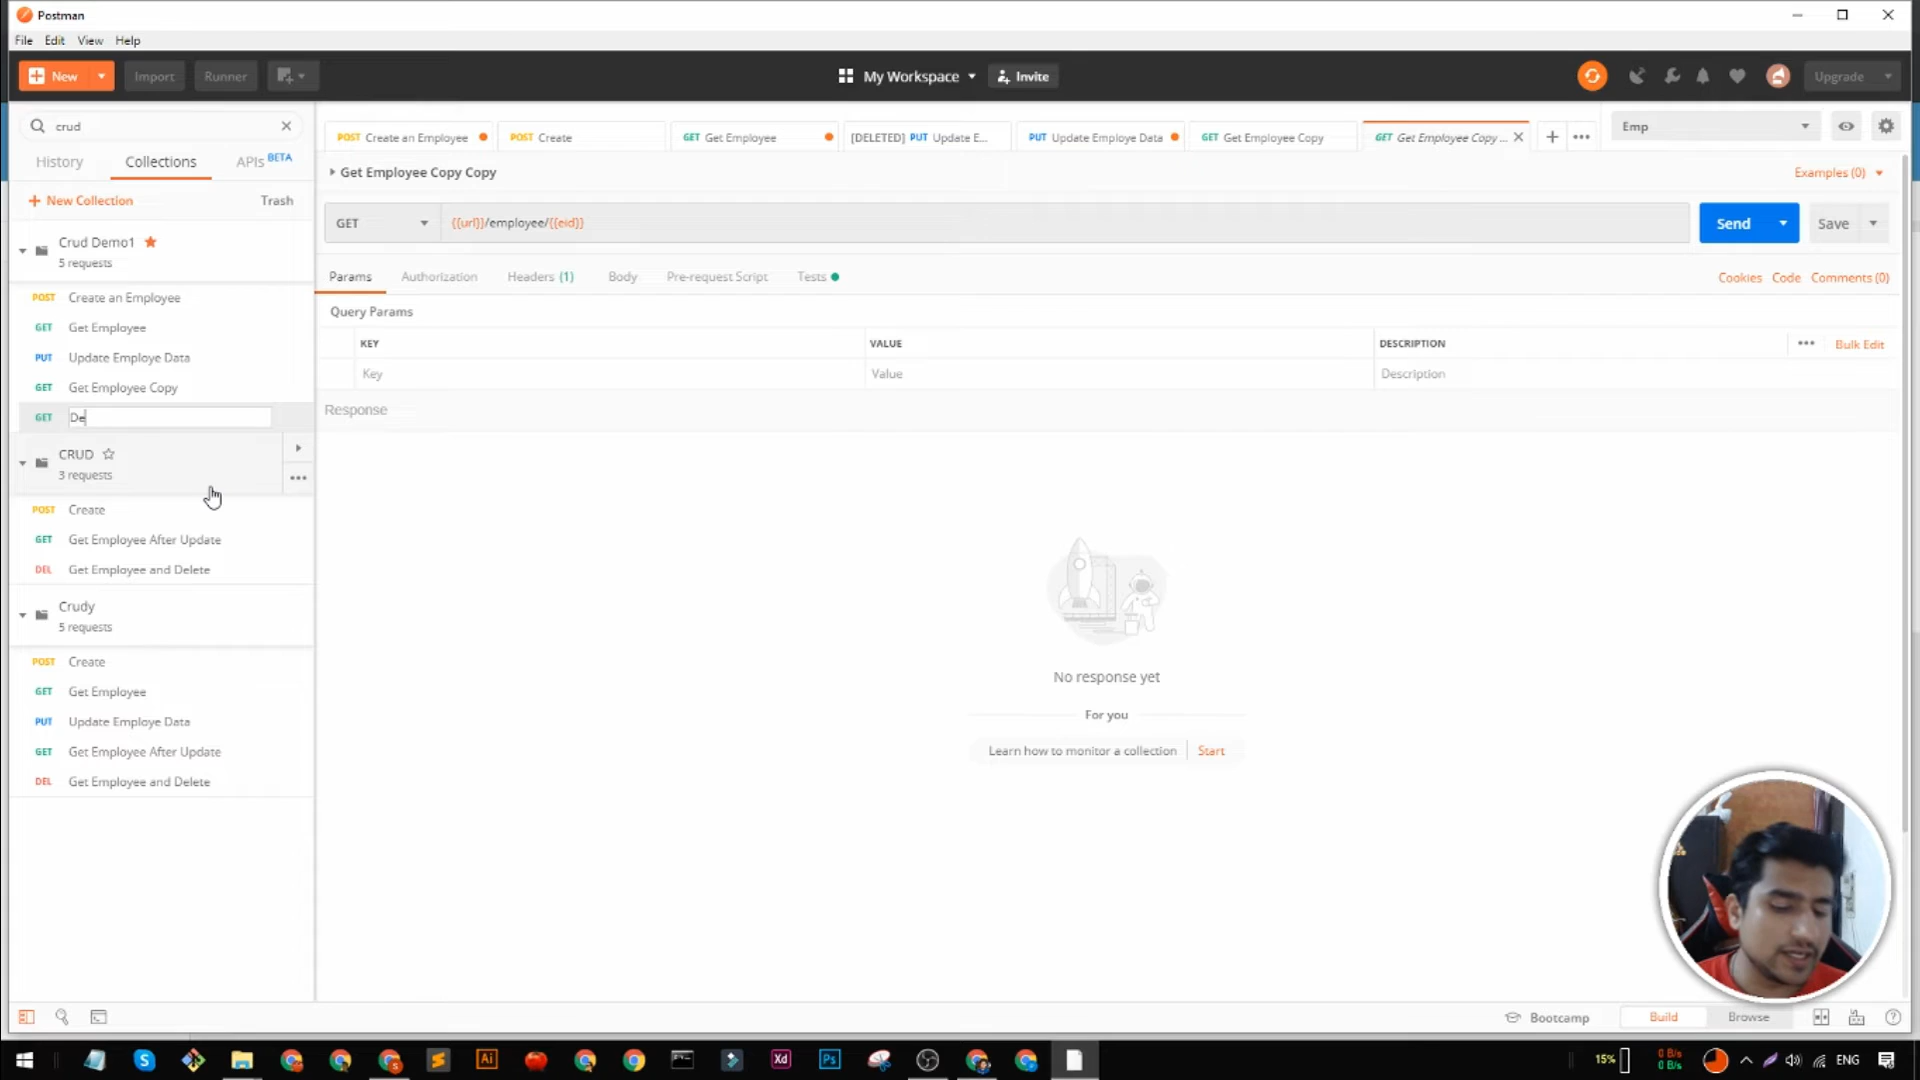 Postman
File Edit View Help
New Import Runner My Workspace Invite Upgrade
crud
History Collections APIs BETA
New Collection Trash
Crud Demo1
5 requests
POST Create an Employee
GET Get Employee
PUT Update Employe Data
GET Get Employee Copy
GET De
CRUD
3 requests
POST Create
GET Get Employee After Update
DEL Get Employee and Delete
Crudy
5 requests
POST Create
GET Get Employee
PUT Update Employe Data
GET Get Employee After Update
DEL Get Employee and Delete
POST Create an Employee POST Create GET Get Employee [DELETED] PUT Update E... PUT Update Employe Data GET Get Employee Copy GET Get Employee Copy ... Emp
Get Employee Copy Copy Examples (0)
GET {{url}}/employee/{{eid}} Send Save
Params Authorization Headers (1) Body Pre-request Script Tests Cookies Code Comments (0)
Query Params
KEY VALUE DESCRIPTION Bulk Edit
Key Value Description
Response
No response yet
For you
Learn how to monitor a collection Start
Bootcamp Build Browse
Ai Xd Ps 15% 0 B/s ENG
0 B/s